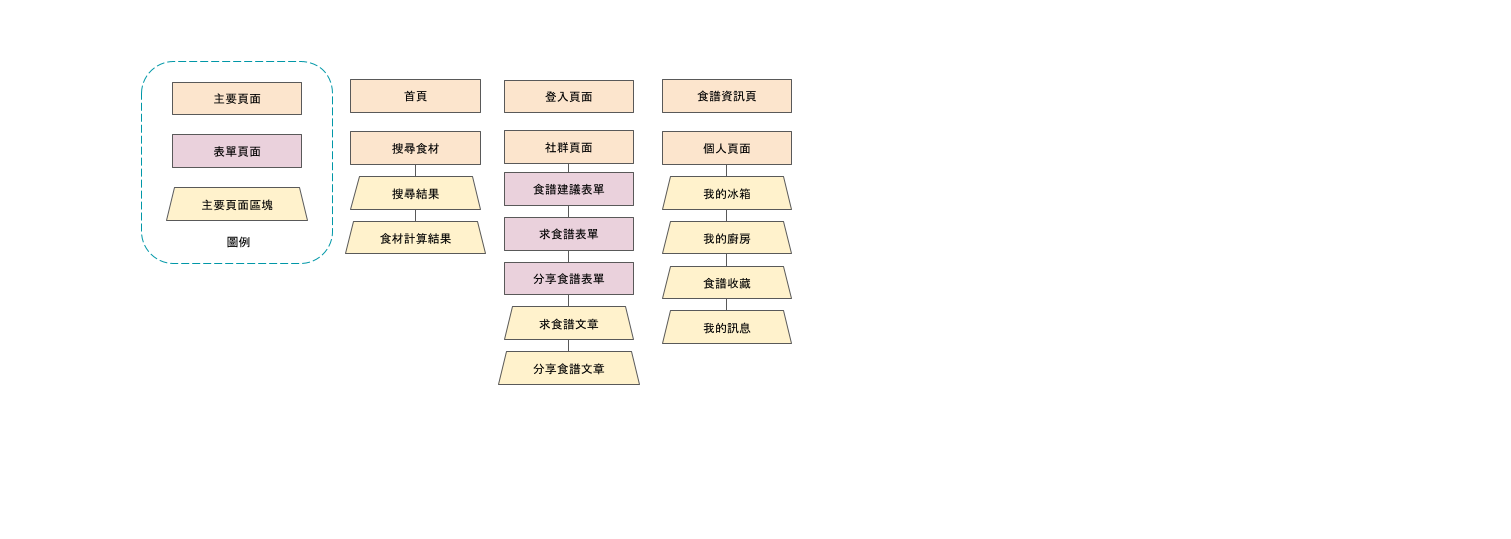 主要頁面
表單頁面
主要頁面區塊
圖例
首頁
搜尋食材
搜尋結果
食材計算結果
登入頁面
社群頁面
食譜建議表單
求食譜表單
分享食譜表單
求食譜文章
分享食譜文章
食譜資訊頁
個人頁面
我的冰箱
我的廚房
食譜收藏
我的訊息